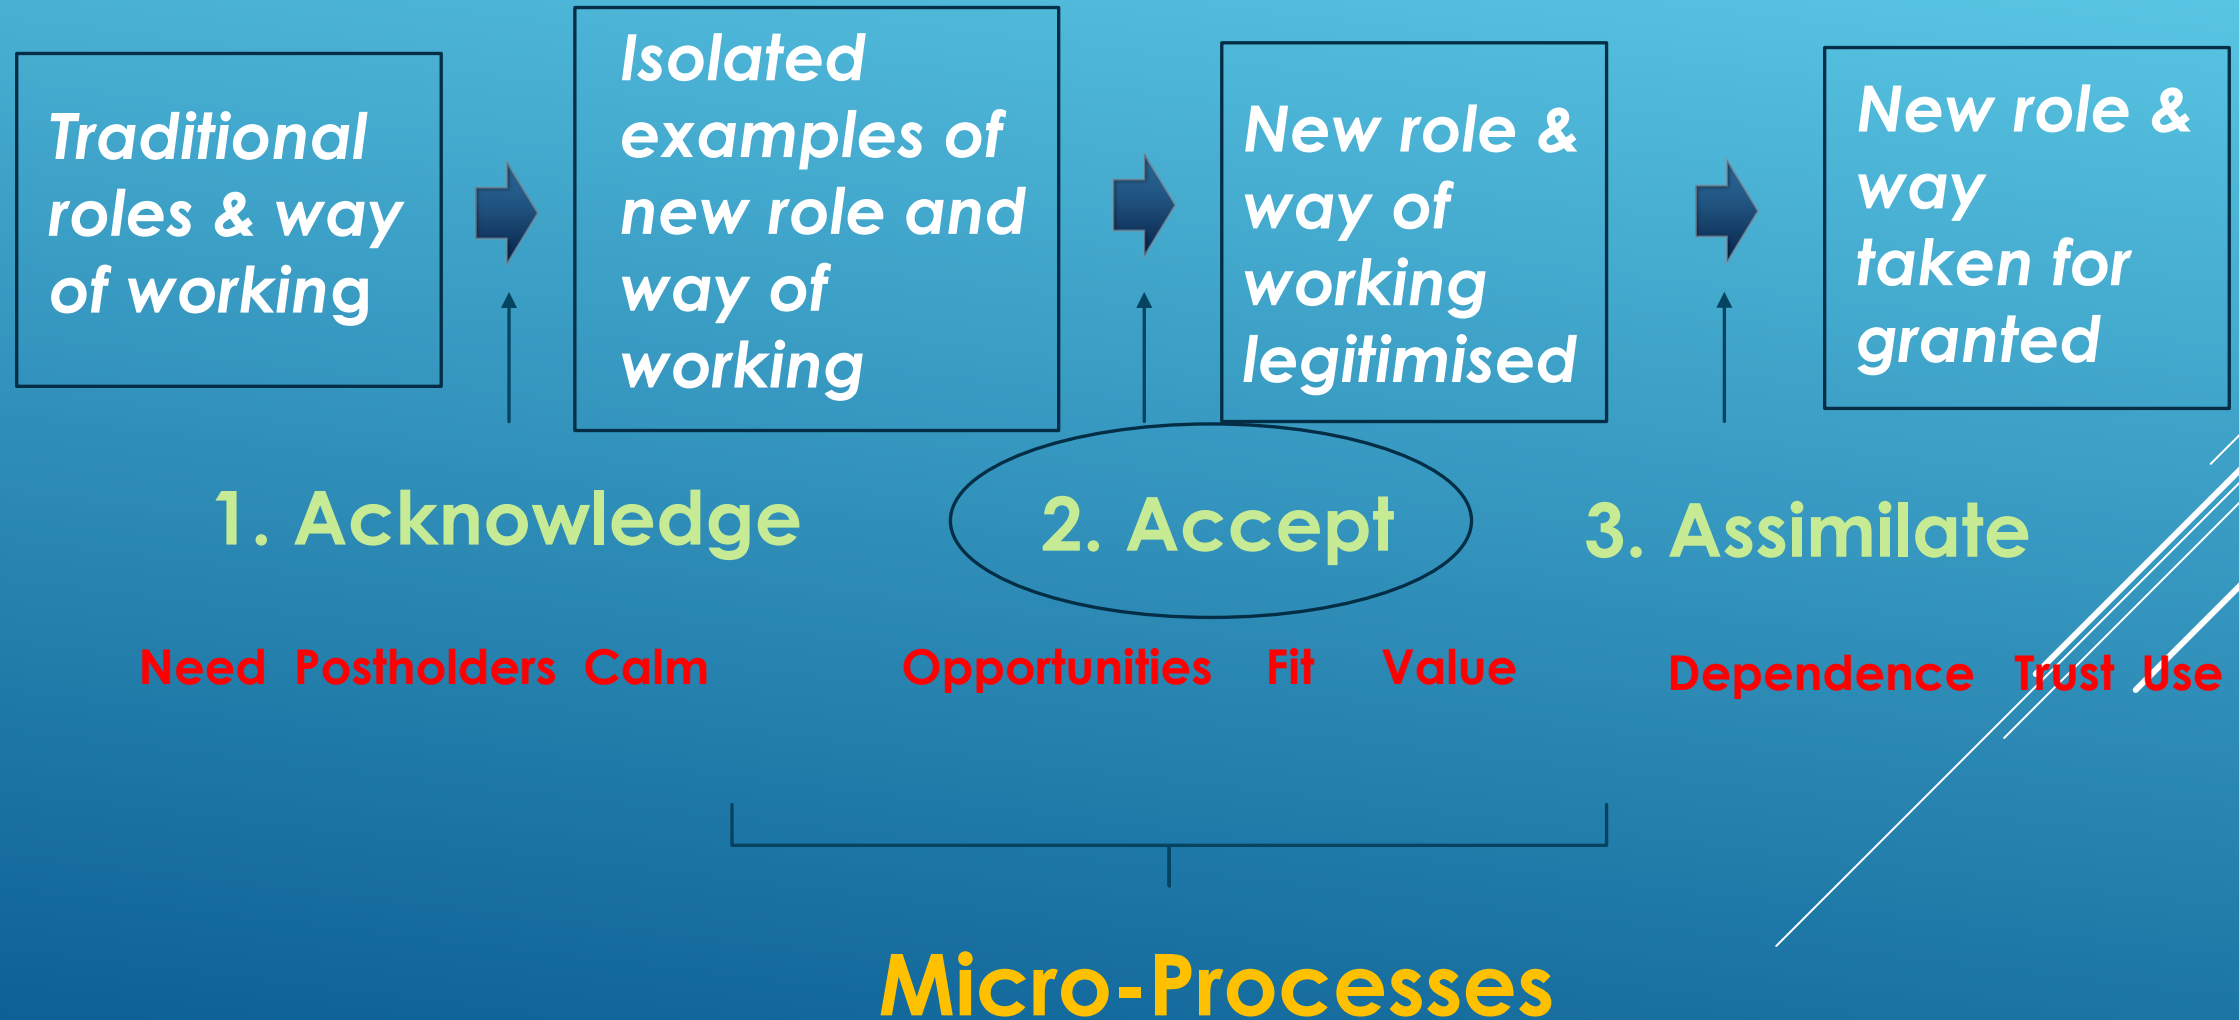 Traditional
roles & way
of working
Isolated
examples of
new role and
way of
working
New role &
way of
working
legitimised
New role &
way
taken for
granted
1. Acknowledge
2. Accept
3. Assimilate
Need Postholders Calm
Opportunities Fit Value
Dependence Trust Use
Micro-Processes